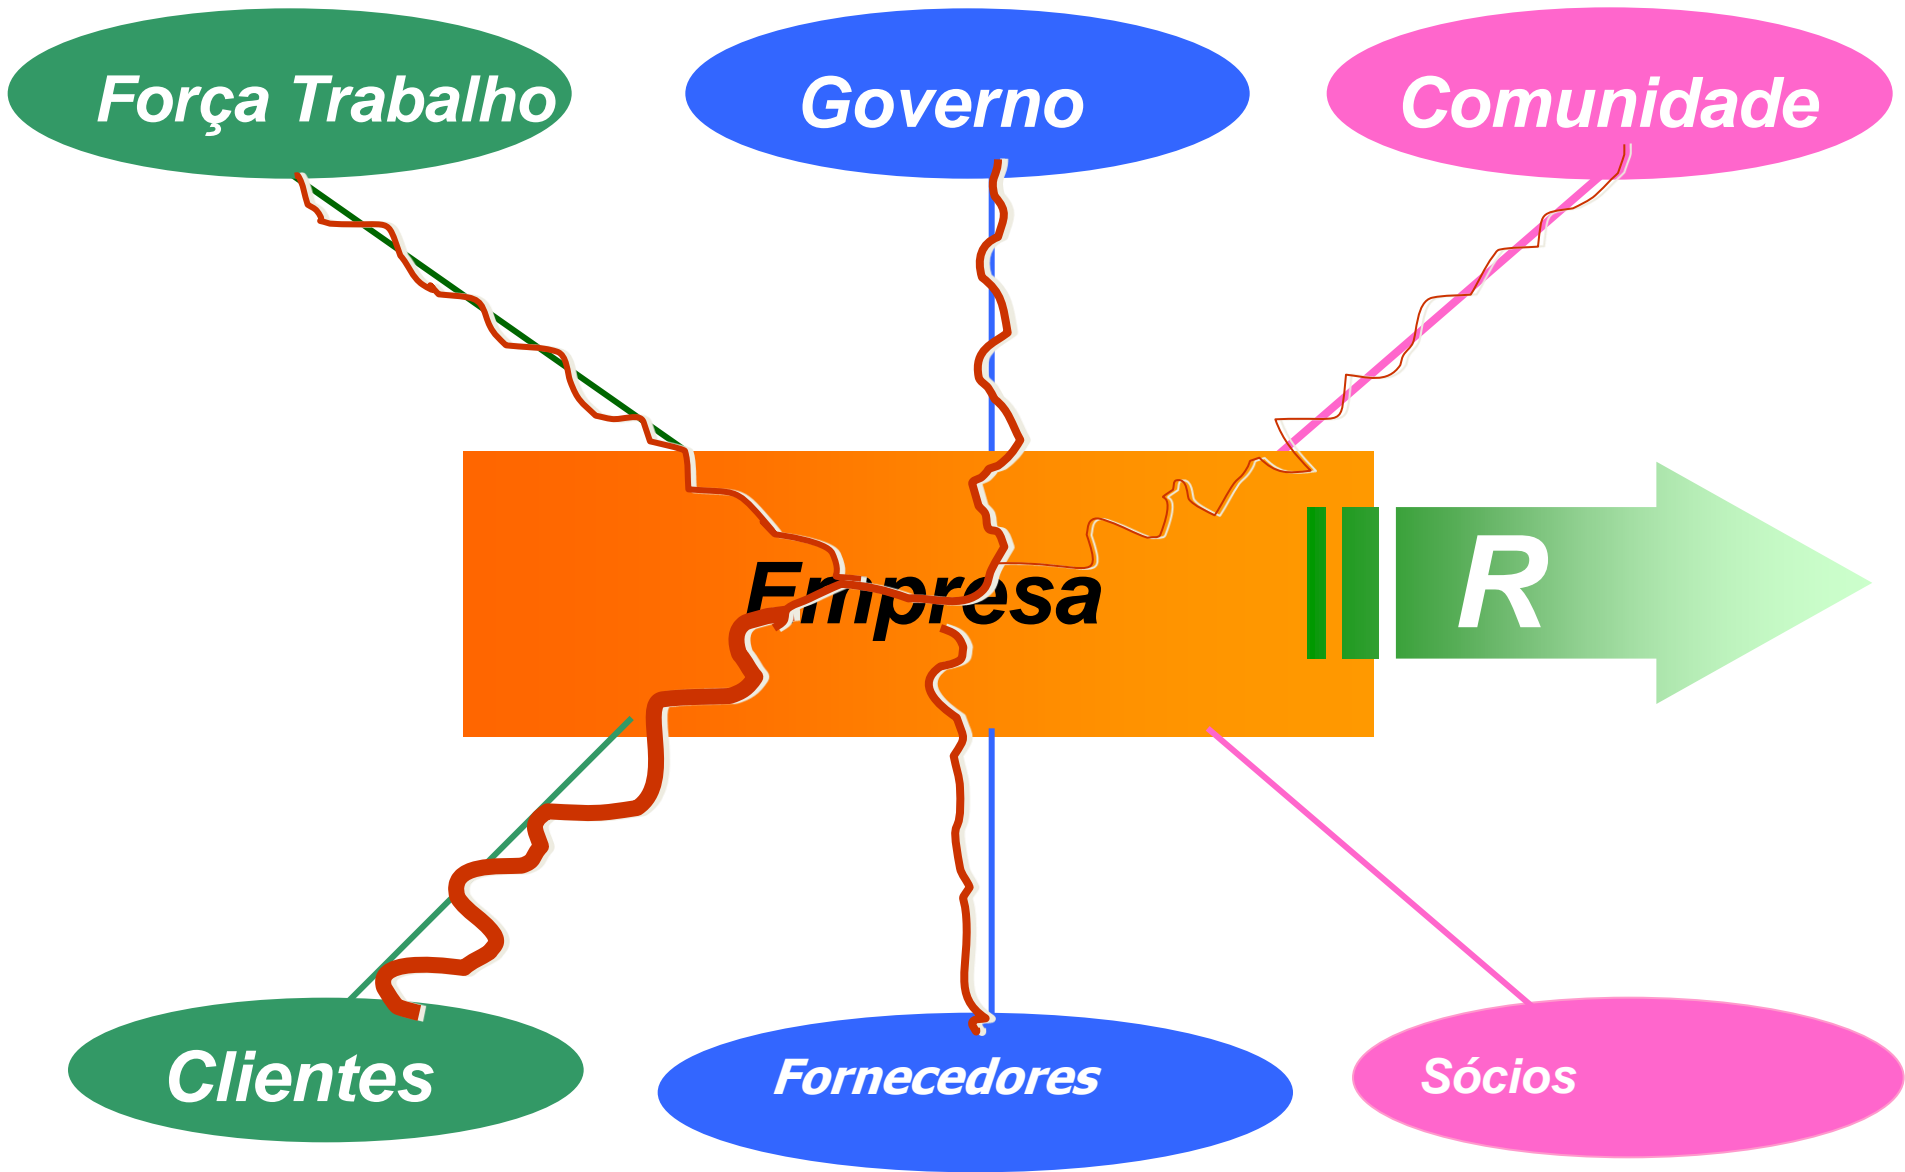 Força Trabalho
Governo
Comunidade
Empresa
R
Clientes
Fornecedores
Sócios